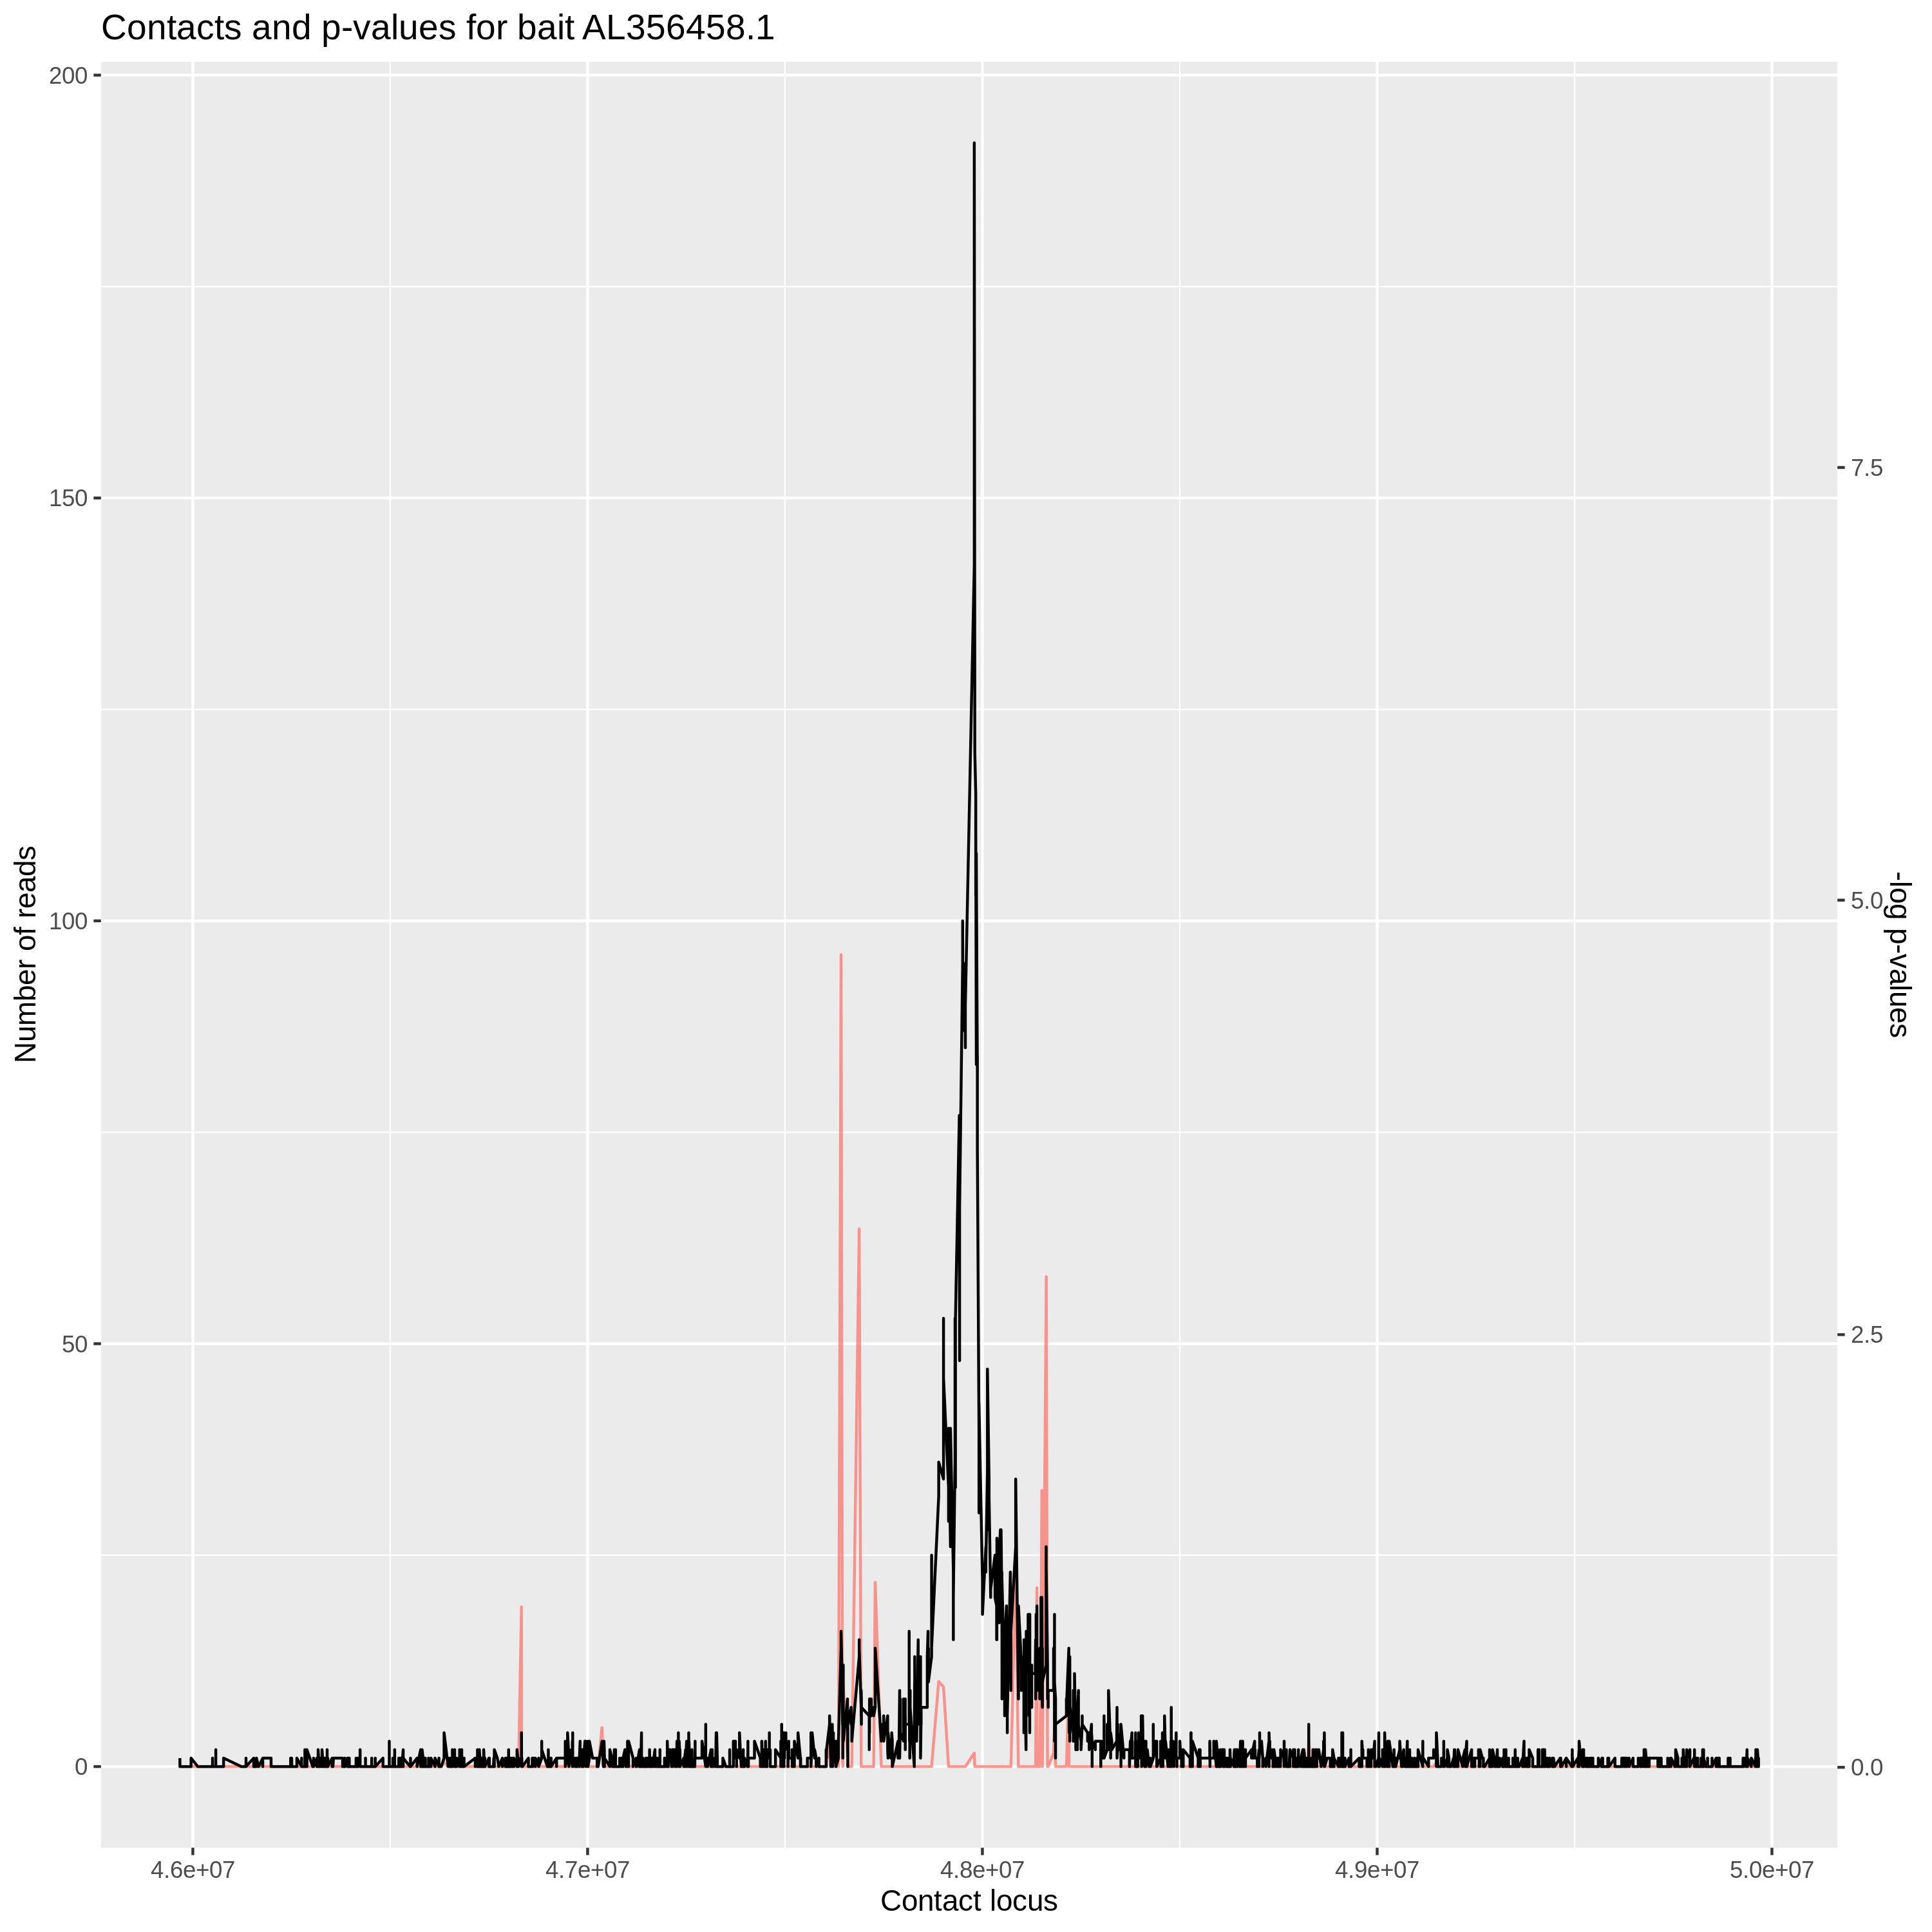 Contacts and p-values for bait AL356458.1
200
150
100
50
0
Number of reads
7.5
5.0
2.5
0.0
-log p-values
4.6e+07 4.7e+07 4.8e+07 4.9e+07 5.0e+07
Contact locus